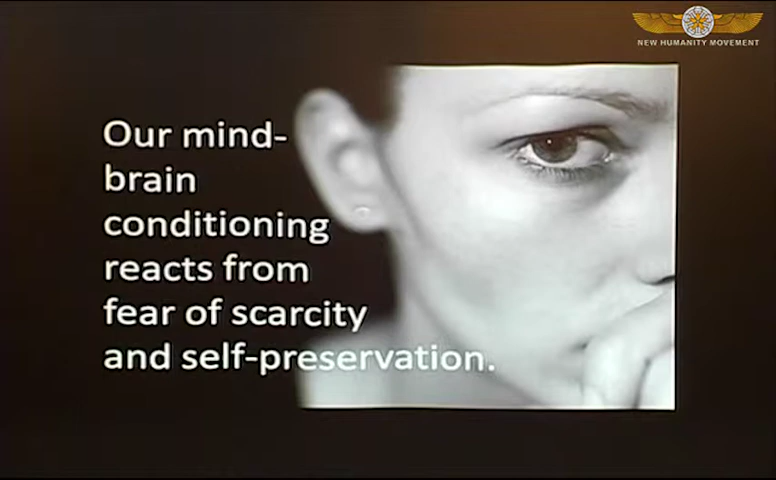 NEW HUMANITY MOVEMENT
Our mind-
brain
conditioning
reacts from
fear of scarcity
and self-preservation.